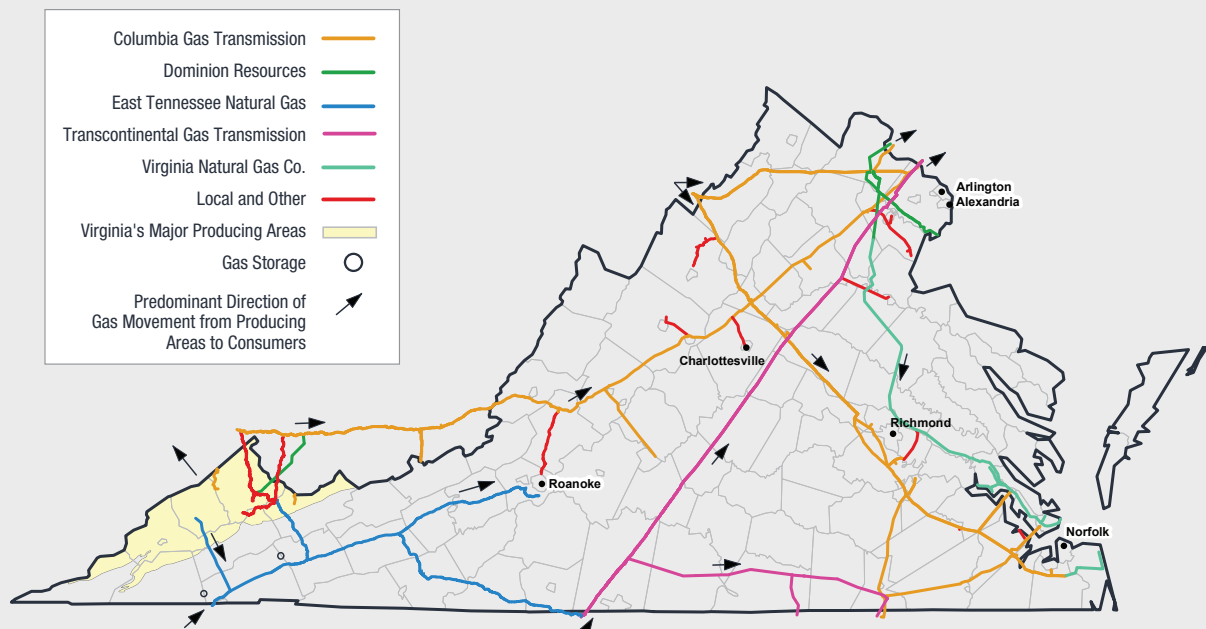 Columbia Gas Transmission
Dominion Resources
East Tennessee Natural Gas
Transcontinental Gas Transmission
Virginia Natural Gas Co.
Local and Other
Virginia's Major Producing Areas
Gas Storage
Predominant Direction of
Gas Movement from Producing
Areas to Consumers
Arlington
Alexandria
Charlottesville
Richmond
Roanoke
Norfolk